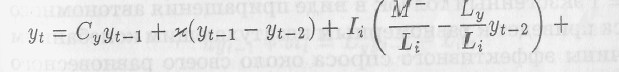 y_t = C_y y_{t-1} + ϰ(y_{t-1} - y_{t-2}) + I_i ( M/L_i - L_y/L_i y_{t-2} ) +